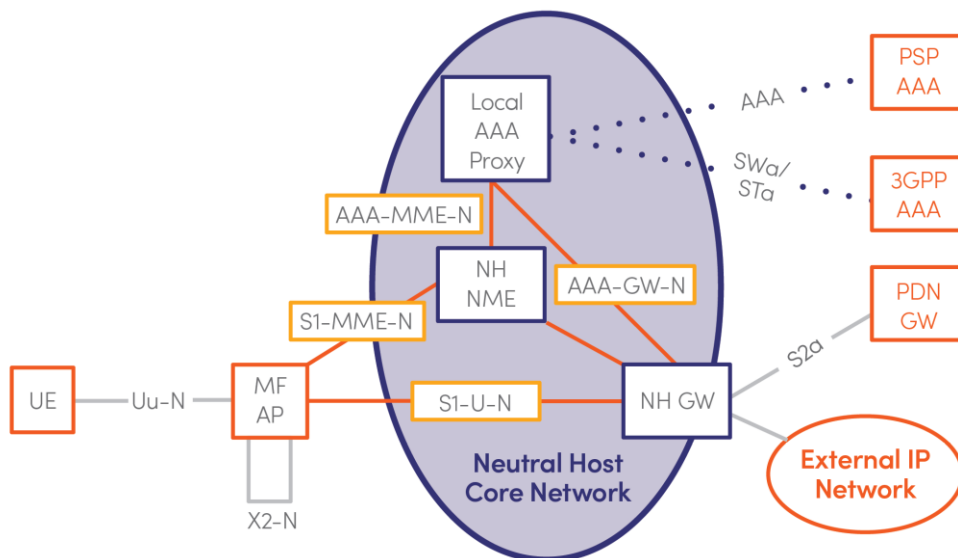 PSP
AAA
AAA
Local
AAA
Proxy
SWa/
STa
3GPP
AAA
AAA-MME-N
NH
NME
AAA-GW-N
PDN
GW
S1-MME-N
S2a
UE
Uu-N
MF
AP
S1-U-N
NH GW
Neutral Host
Core Network
External IP
Network
X2-N